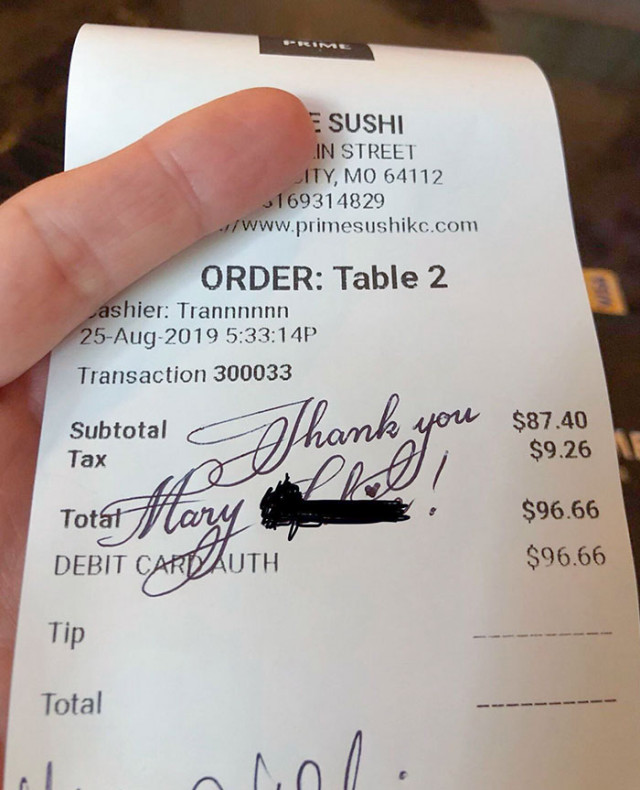 PRIME
E SUSHI
IN STREET
ITY, MO 64112
169314829
//www.primesushikc.com
ORDER: Table 2
ashier: Trannnnnn
25-Aug-2019 5:33:14P
Transaction 300033
Subtotal $87.40
Thank you
Tax $9.26
Mary !
Total $96.66
DEBIT CARD AUTH $96.66
Tip
Total